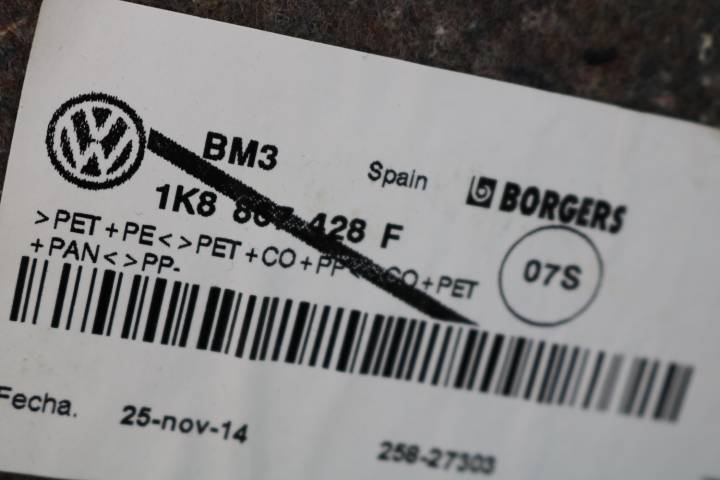 BM3
Spain
BORGERS
1K8 867 428 F
07S
>PET+PE<>PET+CO+PP<>CO+PET
+PAN<>PP-
Fecha. 25-nov-14
258-27303